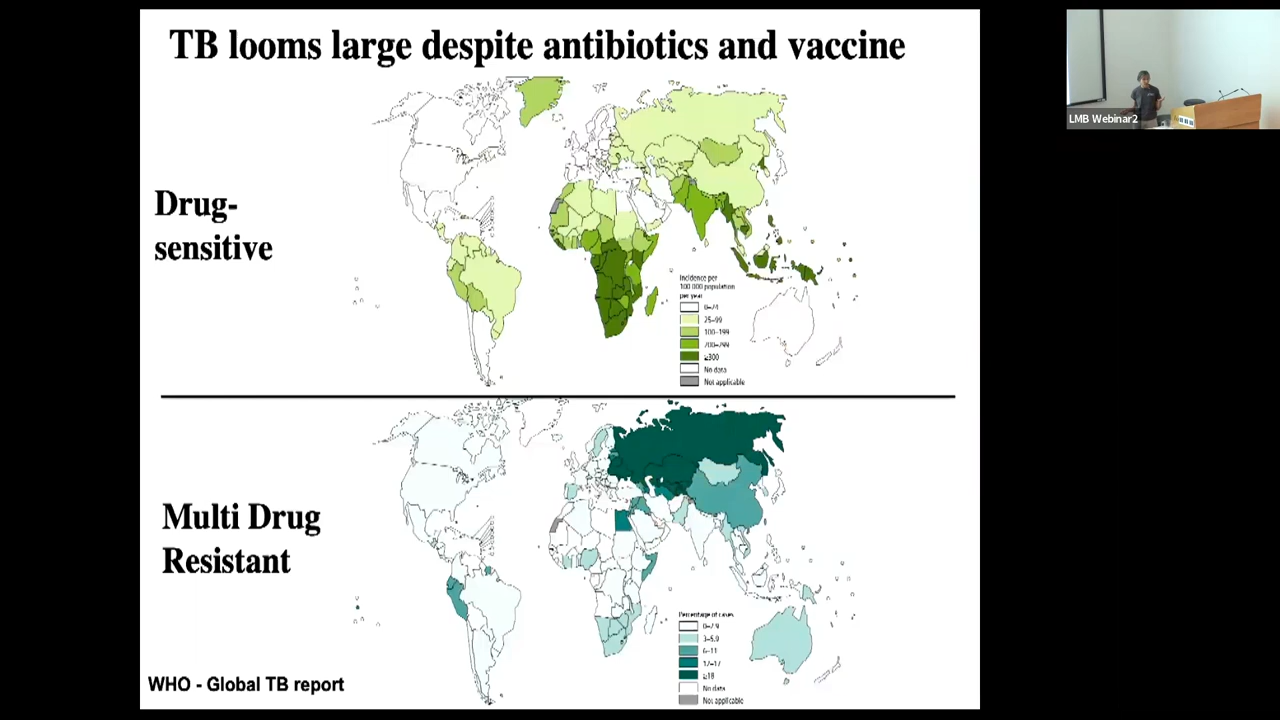 TB looms large despite antibiotics and vaccine
Drug-
sensitive
Incidence per
100 000 population
per year
25–99
100–199
≥300
No data
Not applicable
Multi Drug
Resistant
Percentage of cases
≥18
No data
Not applicable
WHO - Global TB report
LMB Webinar2